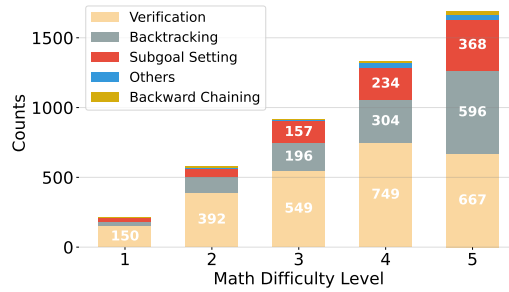 Verification
Backtracking
Subgoal Setting
Others
Backward Chaining
Counts
1500
1000
500
0
150
392
549
196
157
749
304
234
667
596
368
1 2 3 4 5
Math Difficulty Level